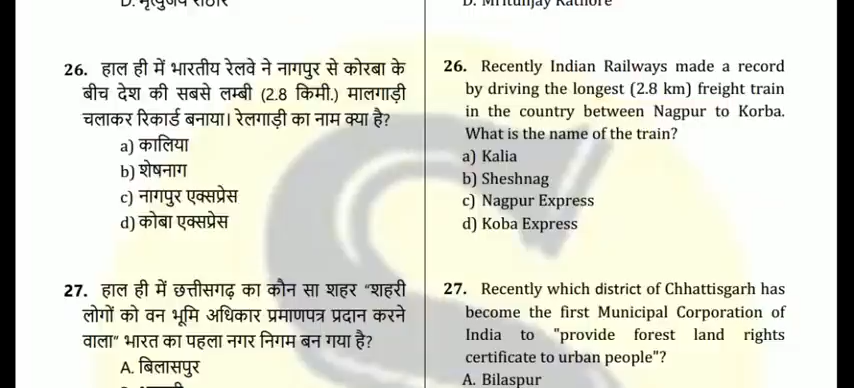 D. मृत्युंजय राठौर
26. हाल ही में भारतीय रेलवे ने नागपुर से कोरबा के
बीच देश की सबसे लम्बी (2.8 किमी.) मालगाड़ी
चलाकर रिकार्ड बनाया। रेलगाड़ी का नाम क्या है?
a) कालिया
b) शेषनाग
c) नागपुर एक्सप्रेस
d) कोबा एक्सप्रेस
27. हाल ही में छत्तीसगढ़ का कौन सा शहर "शहरी
लोगों को वन भूमि अधिकार प्रमाणपत्र प्रदान करने
वाला" भारत का पहला नगर निगम बन गया है?
A. बिलासपुर
D. Mritunjay Rathore
26. Recently Indian Railways made a record
by driving the longest (2.8 km) freight train
in the country between Nagpur to Korba.
What is the name of the train?
a) Kalia
b) Sheshnag
c) Nagpur Express
d) Koba Express
27. Recently which district of Chhattisgarh has
become the first Municipal Corporation of
India to "provide forest land rights
certificate to urban people"?
A. Bilaspur